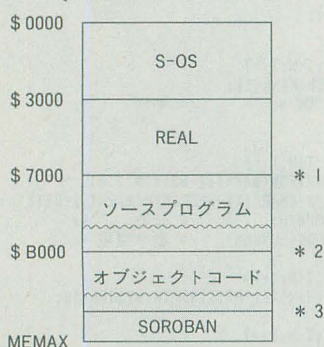 $ 0000
S-OS
$ 3000
REAL
$ 7000
* 1
ソースプログラム
$ B000
* 2
オブジェクトコード
* 3
SOROBAN
MEMAX